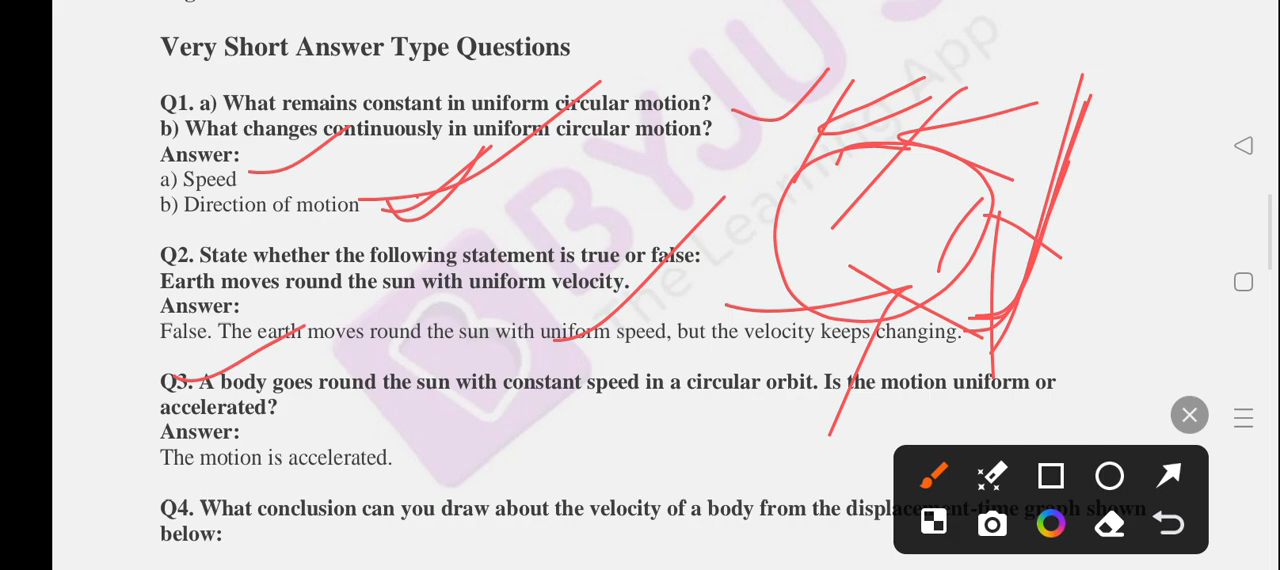 Very Short Answer Type Questions
Q1. a) What remains constant in uniform circular motion?
b) What changes continuously in uniform circular motion?
Answer:
a) Speed
b) Direction of motion
Q2. State whether the following statement is true or false:
Earth moves round the sun with uniform velocity.
Answer:
False. The earth moves round the sun with uniform speed, but the velocity keeps changing.
Q3. A body goes round the sun with constant speed in a circular orbit. Is the motion uniform or
accelerated?
Answer:
The motion is accelerated.
Q4. What conclusion can you draw about the velocity of a body from the displacement-time graph shown
below:
BYJU'S
The Learning App